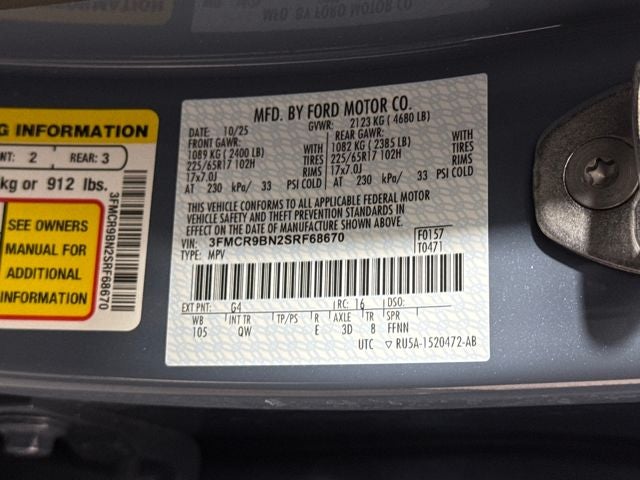 MFD. BY FORD MOTOR CO.
DATE: 10/25 GVWR: 2123 KG ( 4680 LB)
FRONT GAWR: REAR GAWR:
1089 KG ( 2400 LB) WITH 1082 KG ( 2385 LB) WITH
225/65R17 102H TIRES 225/65R17 102H TIRES
17x7.0J RIMS 17x7.0J RIMS
AT 230 kPa/ 33 PSI COLD AT 230 kPa/ 33 PSI COLD
THIS VEHICLE CONFORMS TO ALL APPLICABLE FEDERAL MOTOR
VEHICLE SAFETY AND THEFT PREVENTION STANDARDS IN EFFECT
ON THE DATE OF MANUFACTURE SHOWN ABOVE.
VIN: 3FMCR9BN2SRF68670 F0157
TYPE: MPV T0471
EXT PNT: G4 RC: 16 DSO:
WB INT TR TP/PS R AXLE TR SPR
105 QW E 3D 8 FFNN
UTC ▽ RU5A-1520472-AB
G INFORMATION
NT: 2 REAR: 3
kg or 912 lbs.
SEE OWNERS
MANUAL FOR
ADDITIONAL
INFORMATION
3FMCR9BN2SRF68670
MFD. BY FORD MOTOR CO.